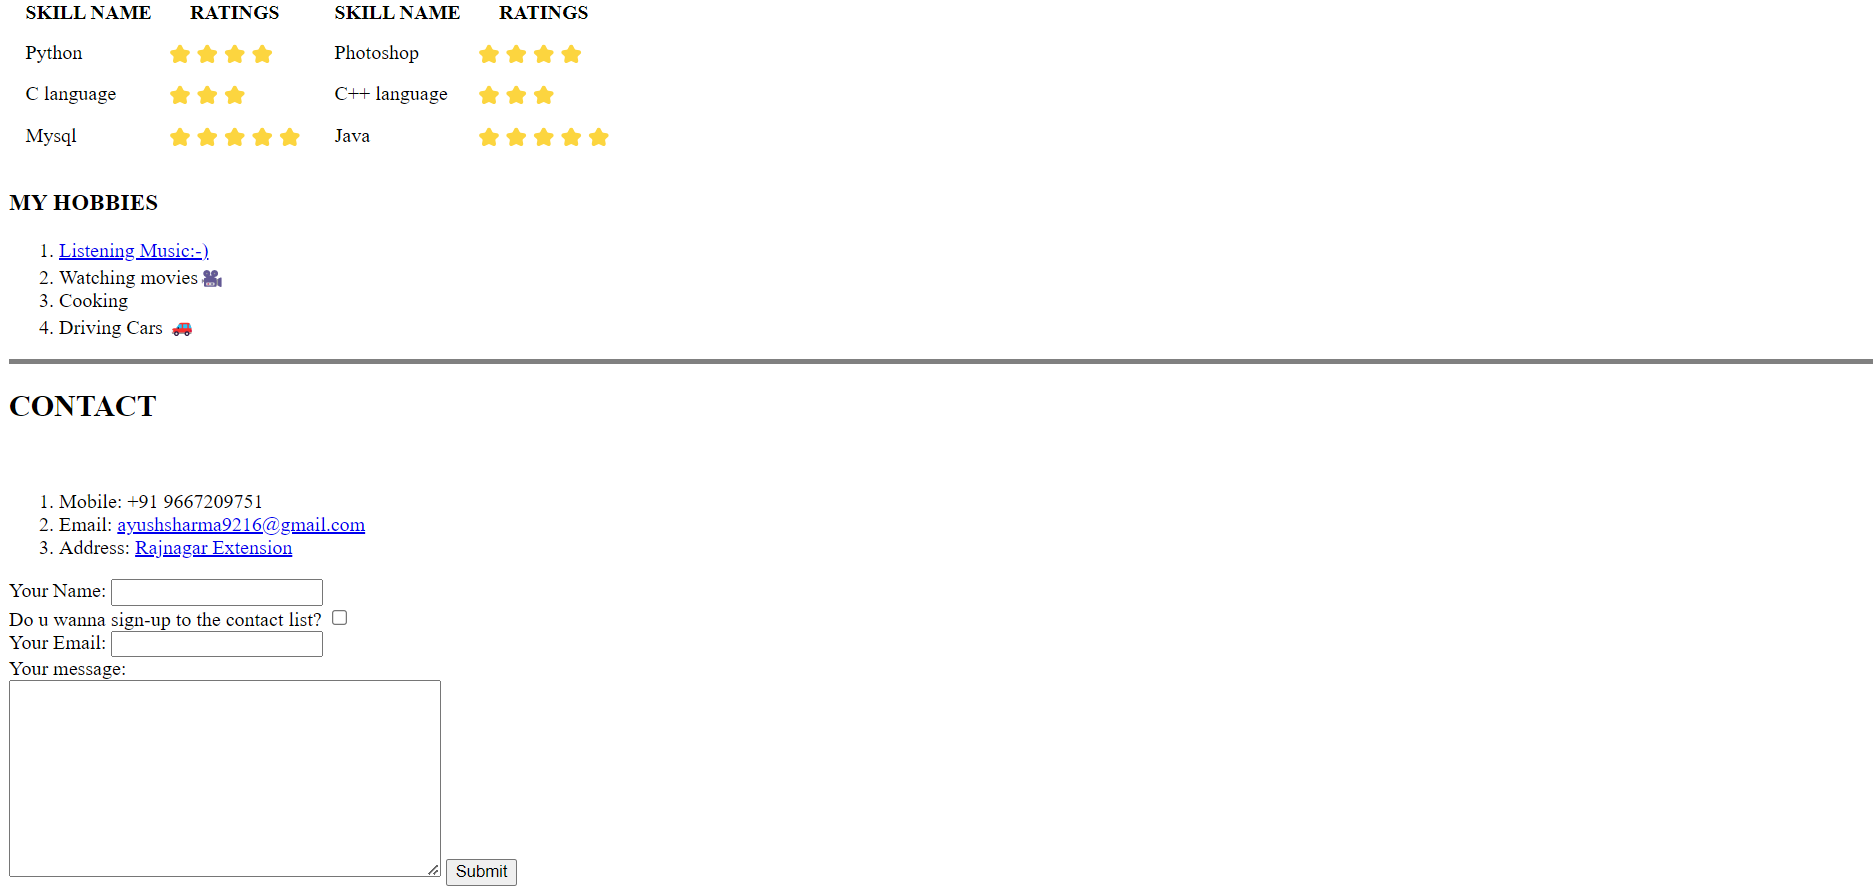 SKILL NAME RATINGS SKILL NAME RATINGS
Python ⭐⭐⭐⭐ Photoshop ⭐⭐⭐⭐
C language ⭐⭐⭐ C++ language ⭐⭐⭐
Mysql ⭐⭐⭐⭐⭐ Java ⭐⭐⭐⭐⭐
MY HOBBIES
1. Listening Music:-)
2. Watching movies 🎥
3. Cooking
4. Driving Cars 🚗
CONTACT
1. Mobile: +91 9667209751
2. Email: ayushsharma9216@gmail.com
3. Address: Rajnagar Extension
Your Name:
Do u wanna sign-up to the contact list?
Your Email:
Your message:
Submit